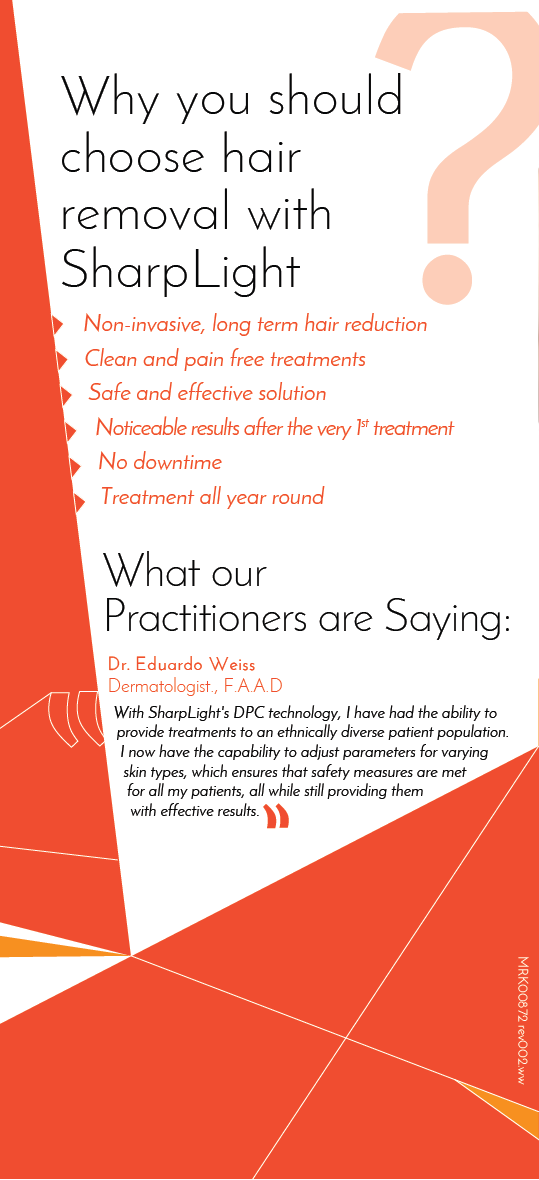 ?
Why you should
choose hair
removal with
SharpLight
Non-invasive, long term hair reduction
Clean and pain free treatments
Safe and effective solution
Noticeable results after the very 1st treatment
No downtime
Treatment all year round
What our
Practitioners are Saying:
Dr. Eduardo Weiss
Dermatologist., F.A.A.D
“With SharpLight's DPC technology, I have had the ability to
provide treatments to an ethnically diverse patient population.
I now have the capability to adjust parameters for varying
skin types, which ensures that safety measures are met
for all my patients, all while still providing them
with effective results.”
MRK00872 rev002.ww